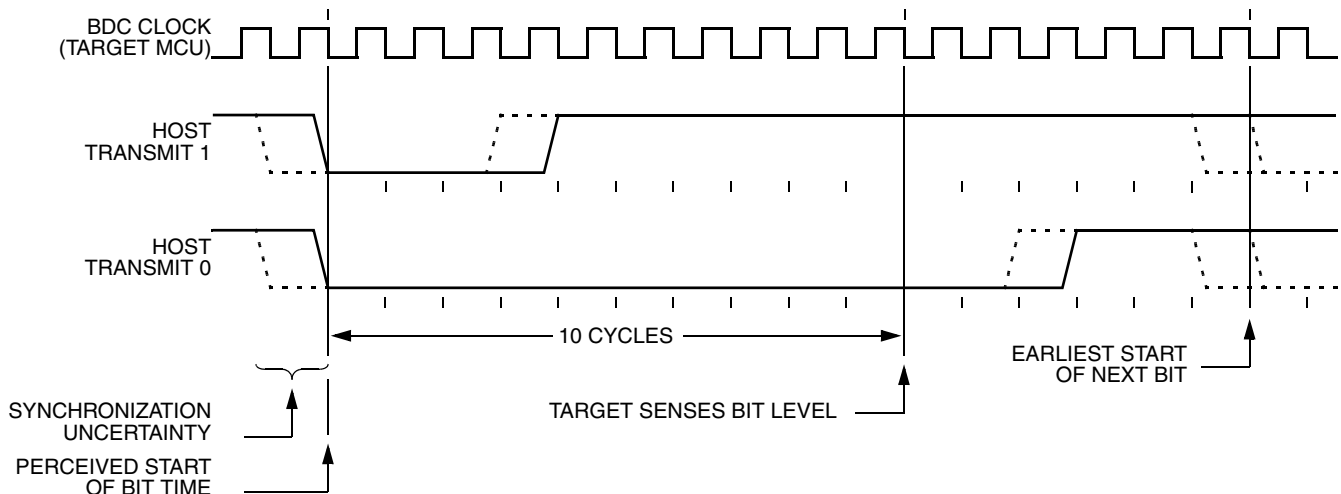 BDC CLOCK
(TARGET MCU)
HOST
TRANSMIT 1
HOST
TRANSMIT 0
10 CYCLES
EARLIEST START
OF NEXT BIT
SYNCHRONIZATION
UNCERTAINTY
TARGET SENSES BIT LEVEL
PERCEIVED START
OF BIT TIME